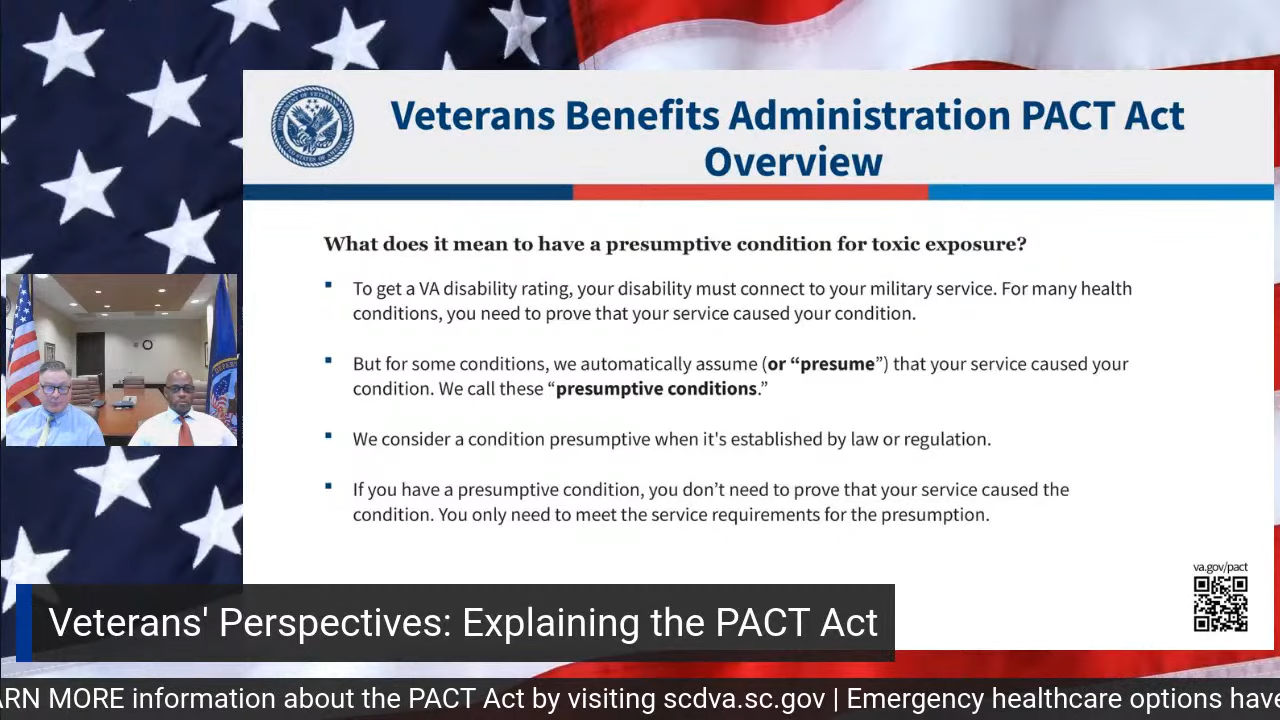 Veterans Benefits Administration PACT Act
Overview
What does it mean to have a presumptive condition for toxic exposure?
To get a VA disability rating, your disability must connect to your military service. For many health
conditions, you need to prove that your service caused your condition.
But for some conditions, we automatically assume (or “presume”) that your service caused your
condition. We call these “presumptive conditions.”
We consider a condition presumptive when it's established by law or regulation.
If you have a presumptive condition, you don’t need to prove that your service caused the
condition. You only need to meet the service requirements for the presumption.
va.gov/pact
Veterans' Perspectives: Explaining the PACT Act
ARN MORE information about the PACT Act by visiting scdva.sc.gov | Emergency healthcare options have